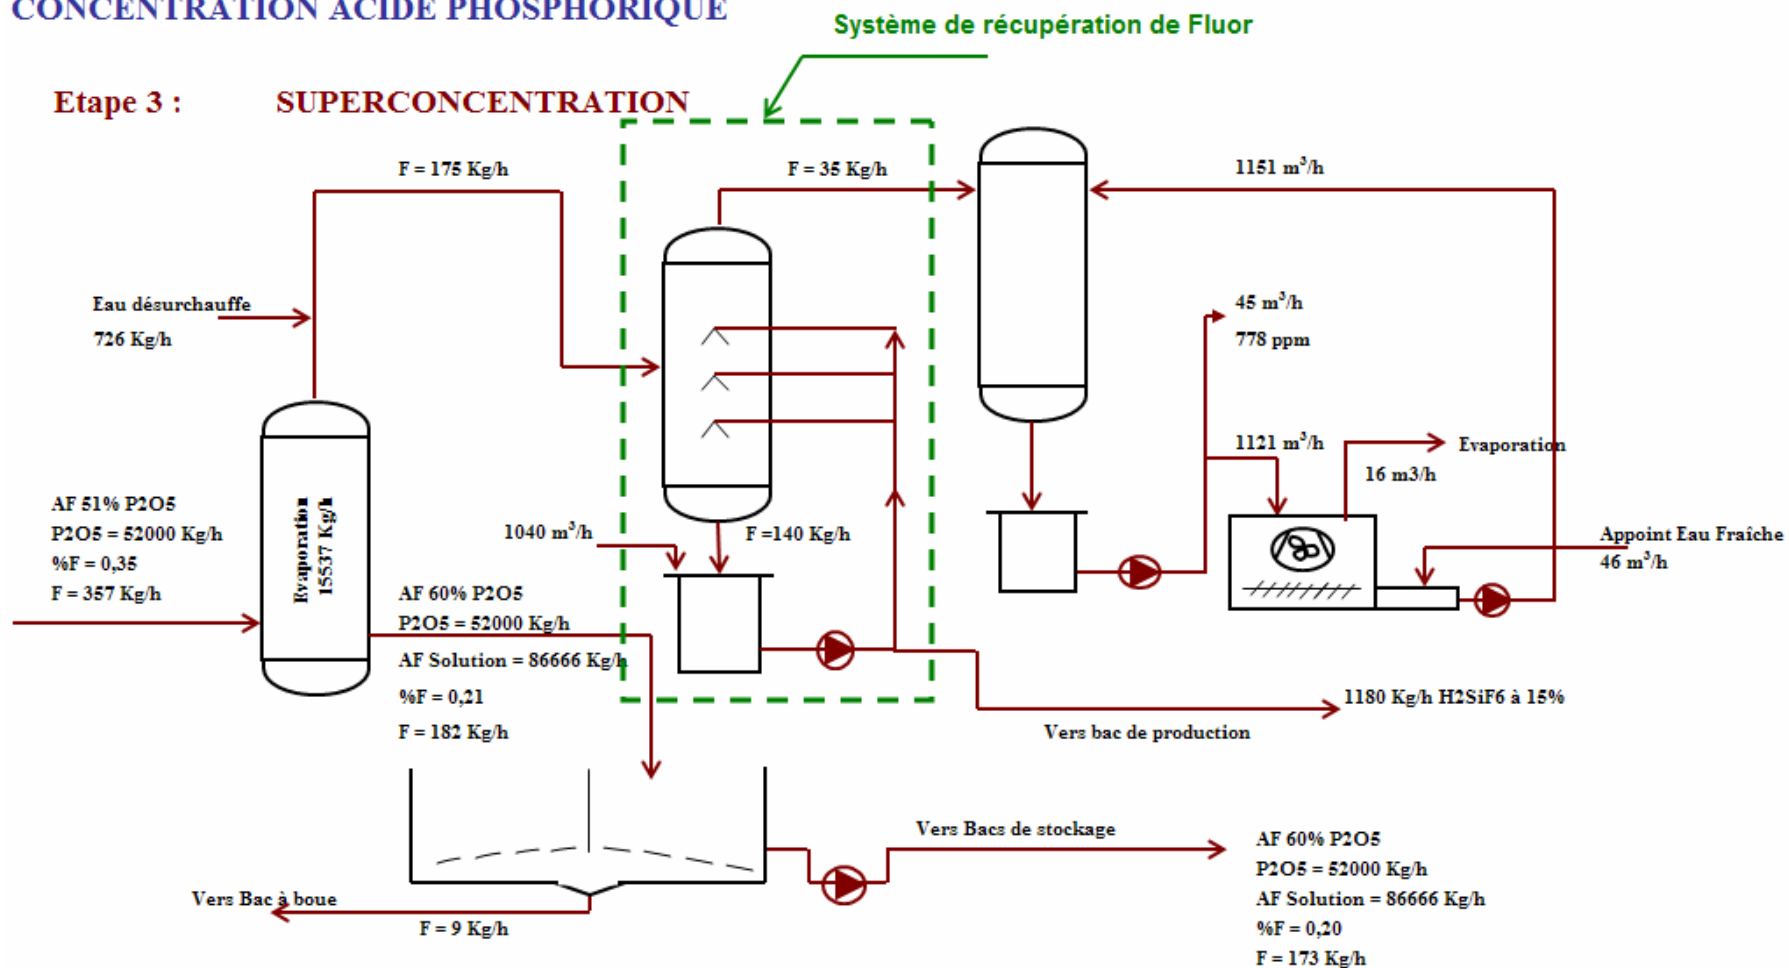 CONCENTRATION ACIDE PHOSPHORIQUE
Système de récupération de Fluor
Etape 3 : SUPERCONCENTRATION
F = 175 Kg/h
F = 35 Kg/h
1151 m³/h
Eau désurchauffe
726 Kg/h
45 m³/h
778 ppm
1121 m³/h
Evaporation
16 m3/h
AF 51% P2O5
P2O5 = 52000 Kg/h
%F = 0,35
F = 357 Kg/h
Evaporation
15537 Kg/h
1040 m³/h
F =140 Kg/h
Appoint Eau Fraîche
46 m³/h
AF 60% P2O5
P2O5 = 52000 Kg/h
AF Solution = 86666 Kg/h
%F = 0,21
F = 182 Kg/h
1180 Kg/h H2SiF6 à 15%
Vers bac de production
Vers Bacs de stockage
AF 60% P2O5
P2O5 = 52000 Kg/h
AF Solution = 86666 Kg/h
%F = 0,20
F = 173 Kg/h
Vers Bac à boue
F = 9 Kg/h